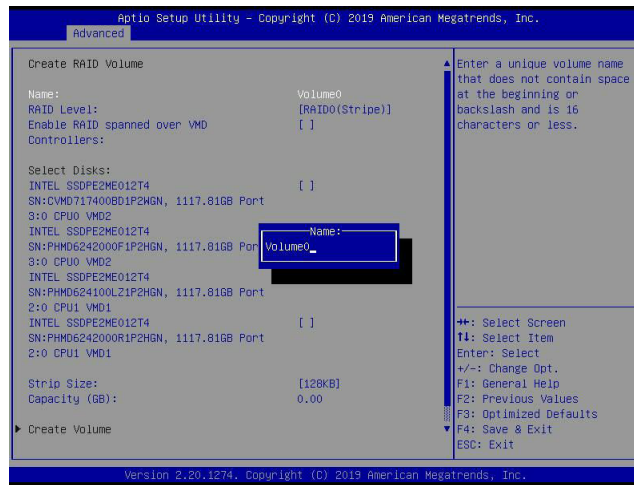 Aptio Setup Utility – Copyright (C) 2019 American Megatrends, Inc.
Advanced
Create RAID Volume
Name: Volume0
RAID Level: [RAID0(Stripe)]
Enable RAID spanned over VMD [ ]
Controllers:
Select Disks:
INTEL SSDPE2ME012T4 [ ]
SN:CVMD717400BD1P2WGN, 1117.81GB Port
3:0 CPU0 VMD2
INTEL SSDPE2ME012T4
SN:PHMD6242000F1P2HGN, 1117.81GB Por
3:0 CPU0 VMD2
INTEL SSDPE2ME012T4
SN:PHMD624100LZ1P2HGN, 1117.81GB Port
2:0 CPU1 VMD1
INTEL SSDPE2ME012T4 [ ]
SN:PHMD6242000R1P2HGN, 1117.81GB Port
2:0 CPU1 VMD1
Strip Size: [128KB]
Capacity (GB): 0.00
Create Volume
Name:
Volume0_
Enter a unique volume name
that does not contain space
at the beginning or
backslash and is 16
characters or less.
→←: Select Screen
↑↓: Select Item
Enter: Select
+/-: Change Opt.
F1: General Help
F2: Previous Values
F3: Optimized Defaults
F4: Save & Exit
ESC: Exit
Version 2.20.1274. Copyright (C) 2019 American Megatrends, Inc.